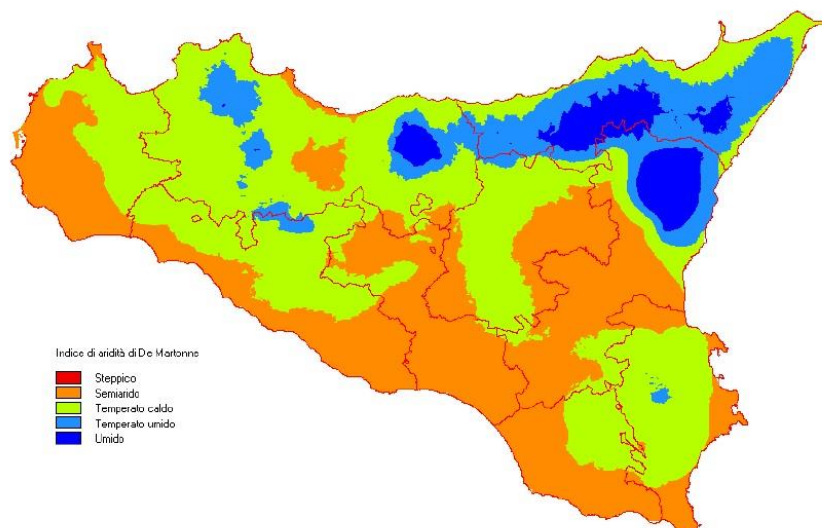 Indice di aridità di De Martonne
Steppico
Semiarido
Temperato caldo
Temperato umido
Umido